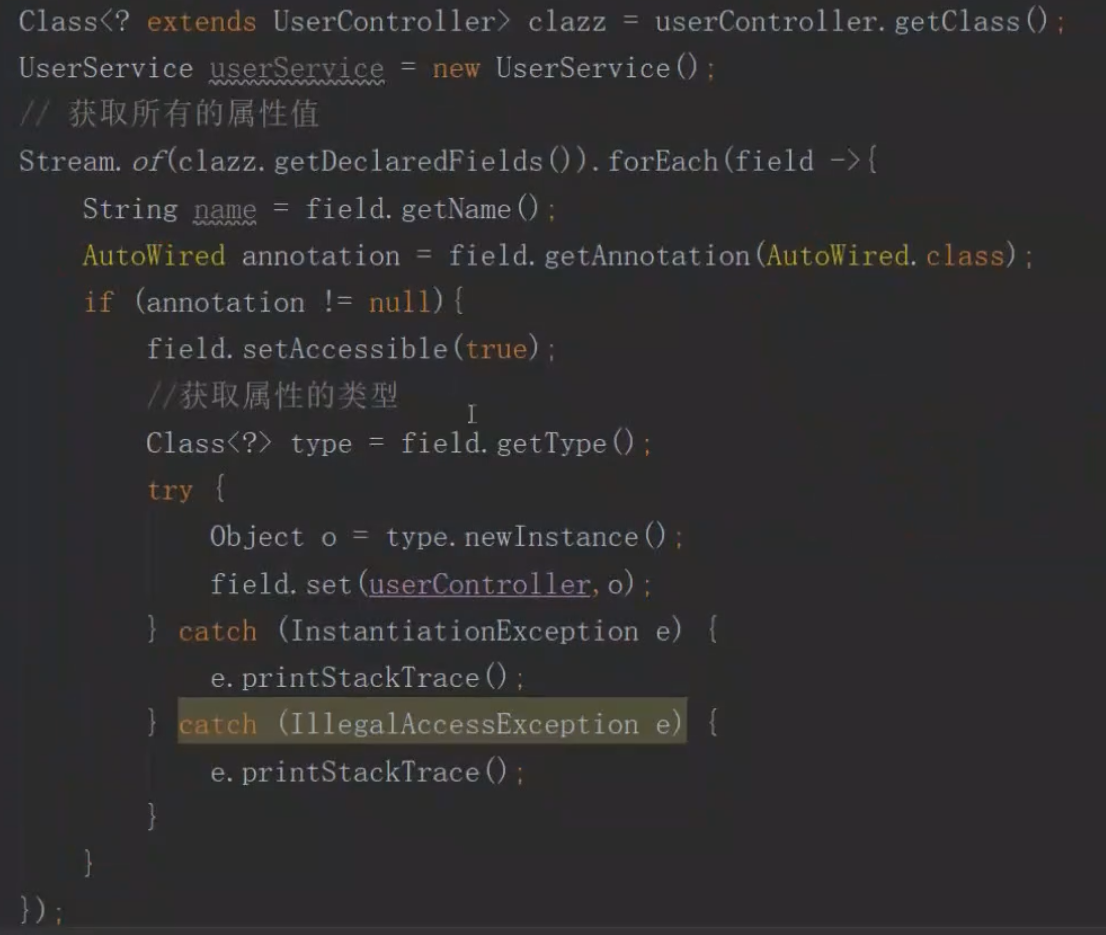 Class<? extends UserController> clazz = userController.getClass();
UserService userService = new UserService();
// 获取所有的属性值
Stream.of(clazz.getDeclaredFields()).forEach(field ->{
    String name = field.getName();
    AutoWired annotation = field.getAnnotation(AutoWired.class);
    if (annotation != null){
        field.setAccessible(true);
        //获取属性的类型
        Class<?> type = field.getType();
        try {
            Object o = type.newInstance();
            field.set(userController,o);
        } catch (InstantiationException e) {
            e.printStackTrace();
        } catch (IllegalAccessException e) {
            e.printStackTrace();
        }
    }
});